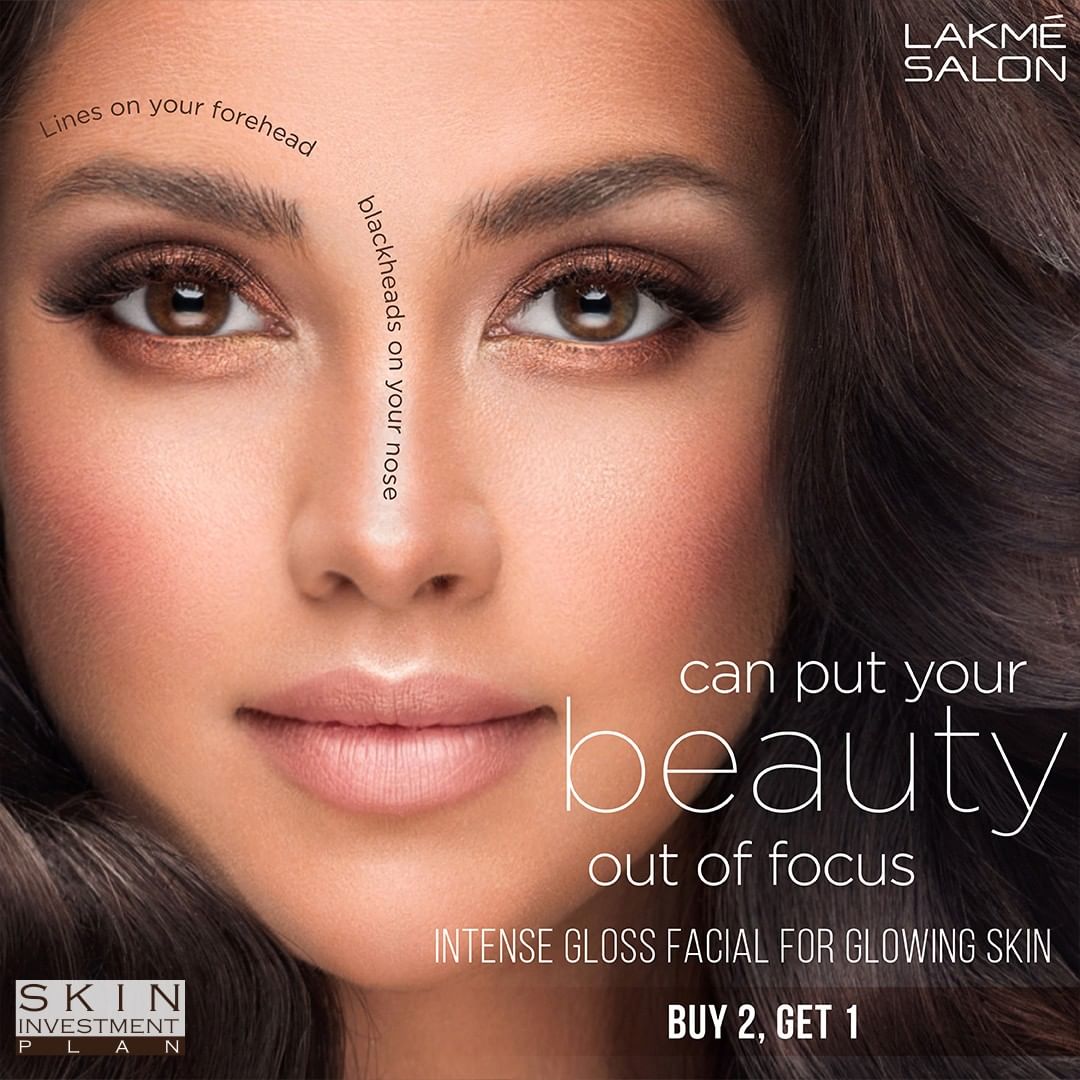 LAKMÉ
SALON
Lines on your forehead
blackheads on your nose
can put your
beauty
out of focus
INTENSE GLOSS FACIAL FOR GLOWING SKIN
BUY 2, GET 1
SKIN
INVESTMENT
PLAN